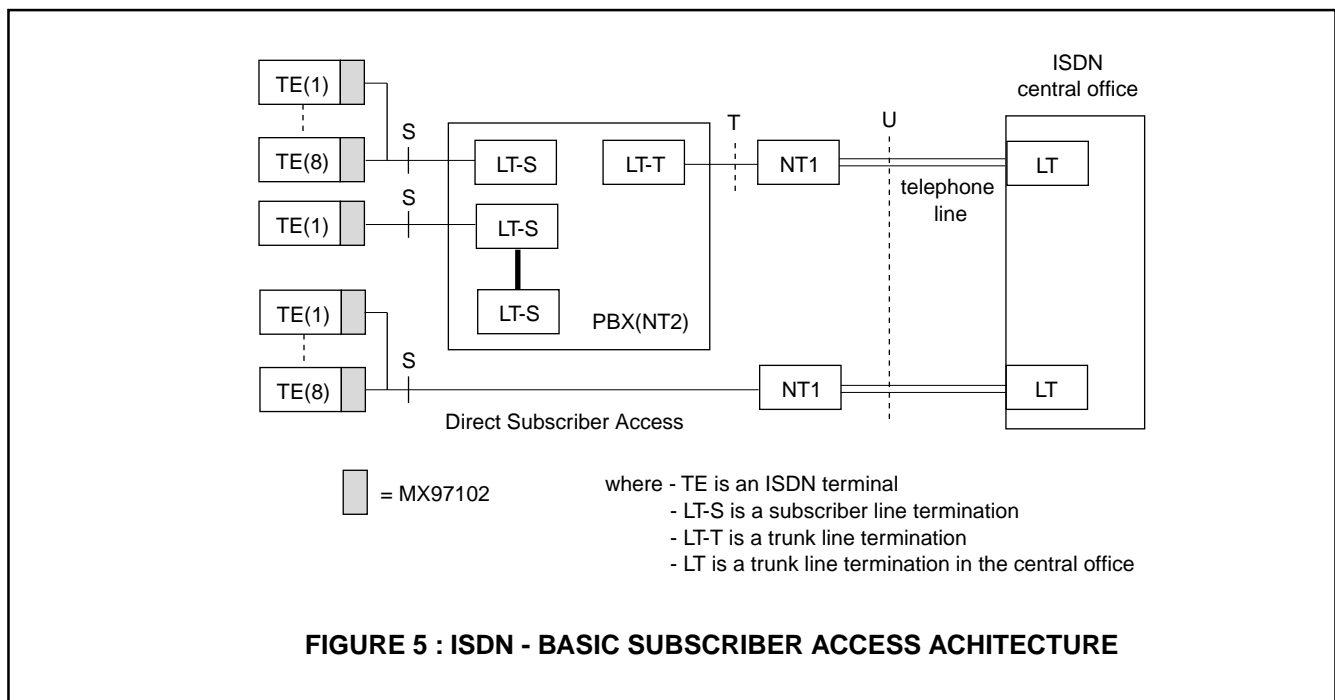 TE(1)
TE(8)
TE(1)
TE(1)
TE(8)
S
S
S
LT-S
LT-T
LT-S
LT-S
PBX(NT2)
T
NT1
U
telephone
line
ISDN
central office
LT
NT1
LT
Direct Subscriber Access
= MX97102
where - TE is an ISDN terminal
- LT-S is a subscriber line termination
- LT-T is a trunk line termination
- LT is a trunk line termination in the central office
FIGURE 5 : ISDN - BASIC SUBSCRIBER ACCESS ACHITECTURE